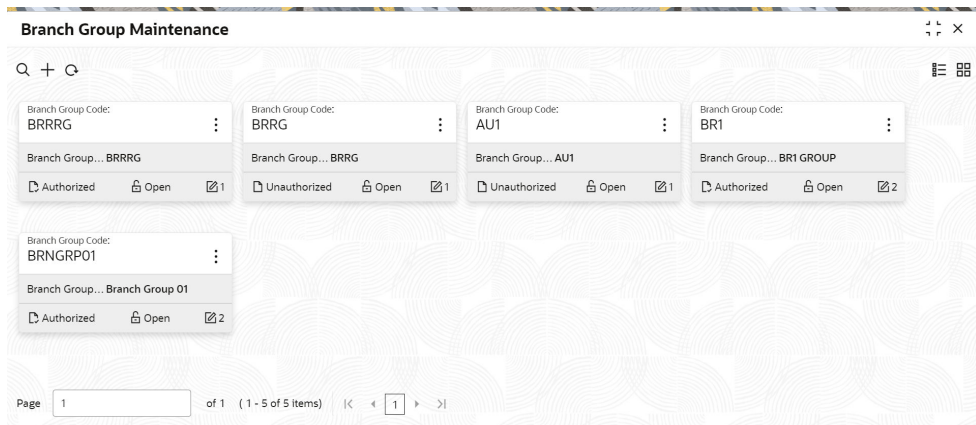 Branch Group Maintenance
Branch Group Code:
BRRRG
Branch Group... BRRRG
Authorized Open 1
Branch Group Code:
BRRG
Branch Group... BRRG
Unauthorized Open 1
Branch Group Code:
AU1
Branch Group... AU1
Unauthorized Open 1
Branch Group Code:
BR1
Branch Group... BR1 GROUP
Authorized Open 2
Branch Group Code:
BRNGRP01
Branch Group... Branch Group 01
Authorized Open 2
Page 1 of 1 ( 1 - 5 of 5 items) 1